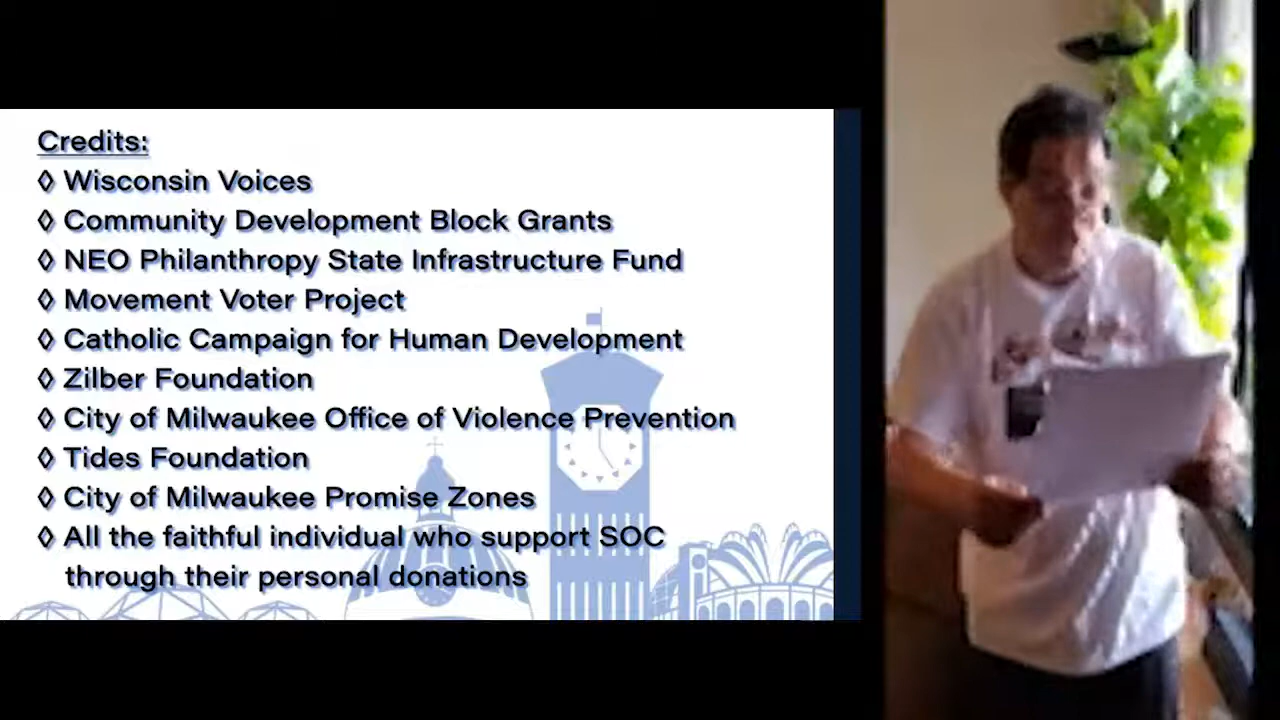 Credits:
◊ Wisconsin Voices
◊ Community Development Block Grants
◊ NEO Philanthropy State Infrastructure Fund
◊ Movement Voter Project
◊ Catholic Campaign for Human Development
◊ Zilber Foundation
◊ City of Milwaukee Office of Violence Prevention
◊ Tides Foundation
◊ City of Milwaukee Promise Zones
◊ All the faithful individual who support SOC
through their personal donations